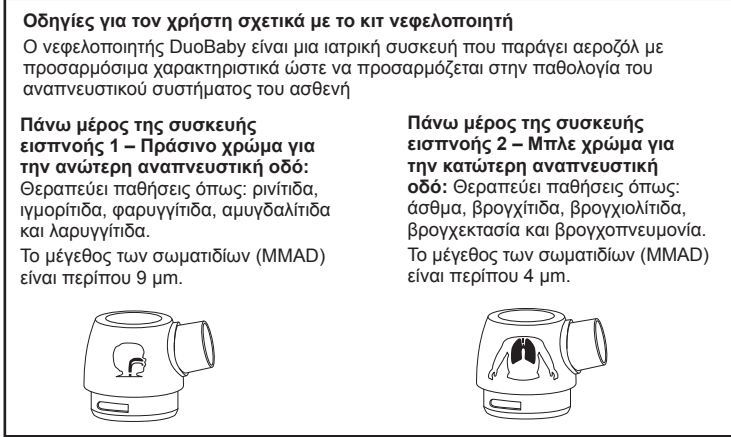 Οδηγίες για τον χρήστη σχετικά με το κιτ νεφελοποιητή
Ο νεφελοποιητής DuoBaby είναι μια ιατρική συσκευή που παράγει αεροζόλ με
προσαρμόσιμα χαρακτηριστικά ώστε να προσαρμόζεται στην παθολογία του
αναπνευστικού συστήματος του ασθενή
Πάνω μέρος της συσκευής
εισπνοής 1 – Πράσινο χρώμα για
την ανώτερη αναπνευστική οδό:
Θεραπεύει παθήσεις όπως: ρινίτιδα,
ιγμορίτιδα, φαρυγγίτιδα, αμυγδαλίτιδα
και λαρυγγίτιδα.
Το μέγεθος των σωματιδίων (MMAD)
είναι περίπου 9 μm.
Πάνω μέρος της συσκευής
εισπνοής 2 – Μπλε χρώμα για
την κατώτερη αναπνευστική
οδό: Θεραπεύει παθήσεις όπως:
άσθμα, βρογχίτιδα, βρογχιολίτιδα,
βρογχεκτασία και βρογχοπνευμονία.
Το μέγεθος των σωματιδίων (MMAD)
είναι περίπου 4 μm.